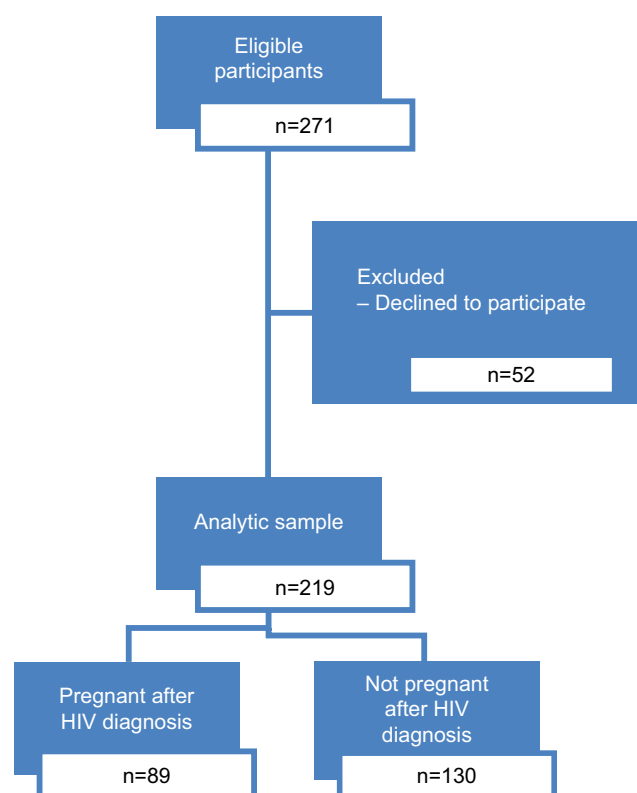 Eligible
participants
n=271
Excluded
– Declined to participate
n=52
Analytic sample
n=219
Pregnant after
HIV diagnosis
n=89
Not pregnant
after HIV
diagnosis
n=130